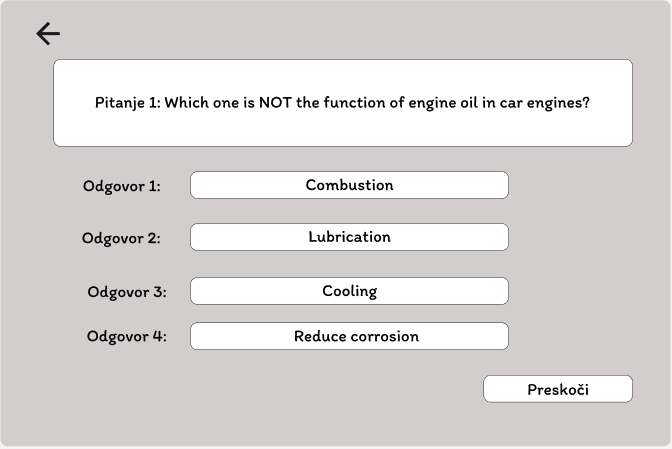 Pitanje 1: Which one is NOT the function of engine oil in car engines?
Odgovor 1: Combustion
Odgovor 2: Lubrication
Odgovor 3: Cooling
Odgovor 4: Reduce corrosion
Preskoči